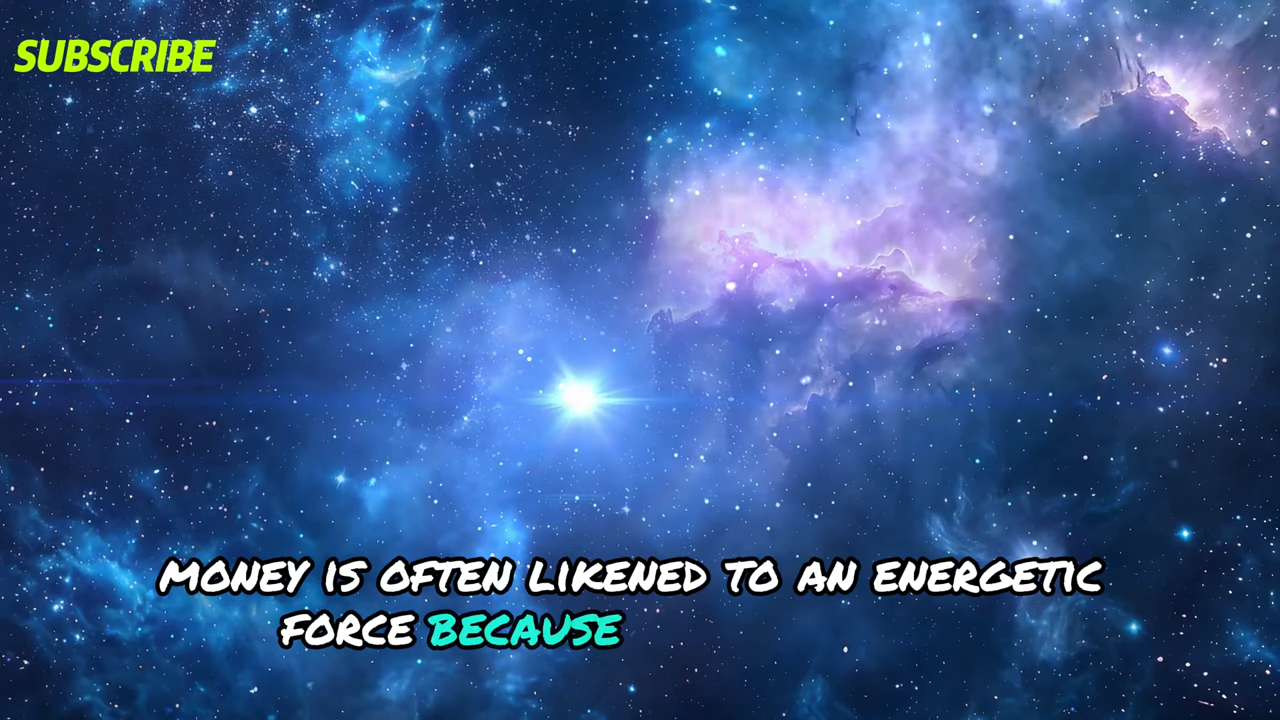 SUBSCRIBE
MONEY IS OFTEN LIKENED TO AN ENERGETIC
FORCE BECAUSE